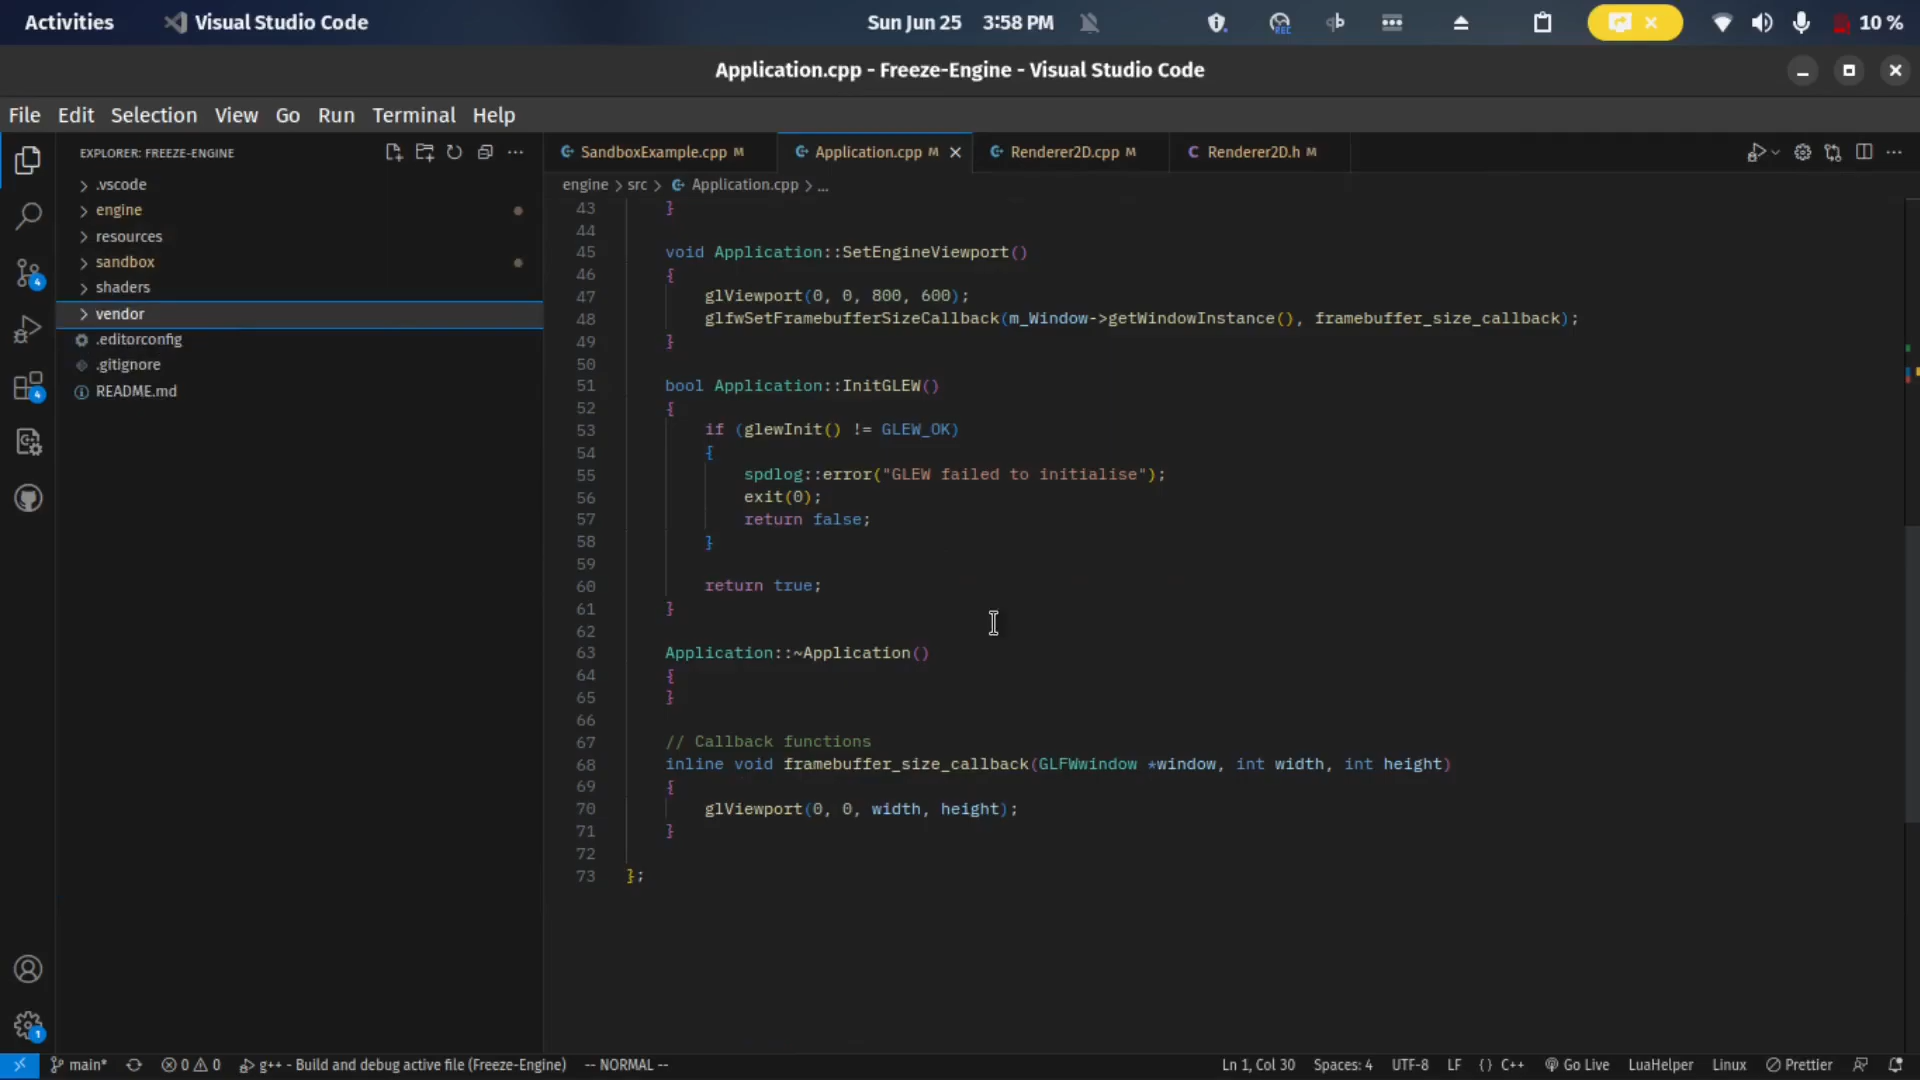 Activities Visual Studio Code Sun Jun 25 3:58 PM REC 10 %
Application.cpp - Freeze-Engine - Visual Studio Code
File Edit Selection View Go Run Terminal Help
EXPLORER: FREEZE-ENGINE
SandboxExample.cpp M Application.cpp M Renderer2D.cpp M C Renderer2D.h M
engine > src > Application.cpp > ...
.vscode
engine
resources
sandbox
shaders
vendor
.editorconfig
.gitignore
README.md
4
4
1
43 }
44
45 void Application::SetEngineViewport()
46 {
47 glViewport(0, 0, 800, 600);
48 glfwSetFramebufferSizeCallback(m_Window->getWindowInstance(), framebuffer_size_callback);
49 }
50
51 bool Application::InitGLEW()
52 {
53 if (glewInit() != GLEW_OK)
54 {
55 spdlog::error("GLEW failed to initialise");
56 exit(0);
57 return false;
58 }
59
60 return true;
61 }
62
63 Application::~Application()
64 {
65 }
66
67 // Callback functions
68 inline void framebuffer_size_callback(GLFWwindow *window, int width, int height)
69 {
70 glViewport(0, 0, width, height);
71 }
72
73 };
main* 0 0 g++ - Build and debug active file (Freeze-Engine) -- NORMAL -- Ln 1, Col 30 Spaces: 4 UTF-8 LF {} C++ Go Live LuaHelper Linux Prettier